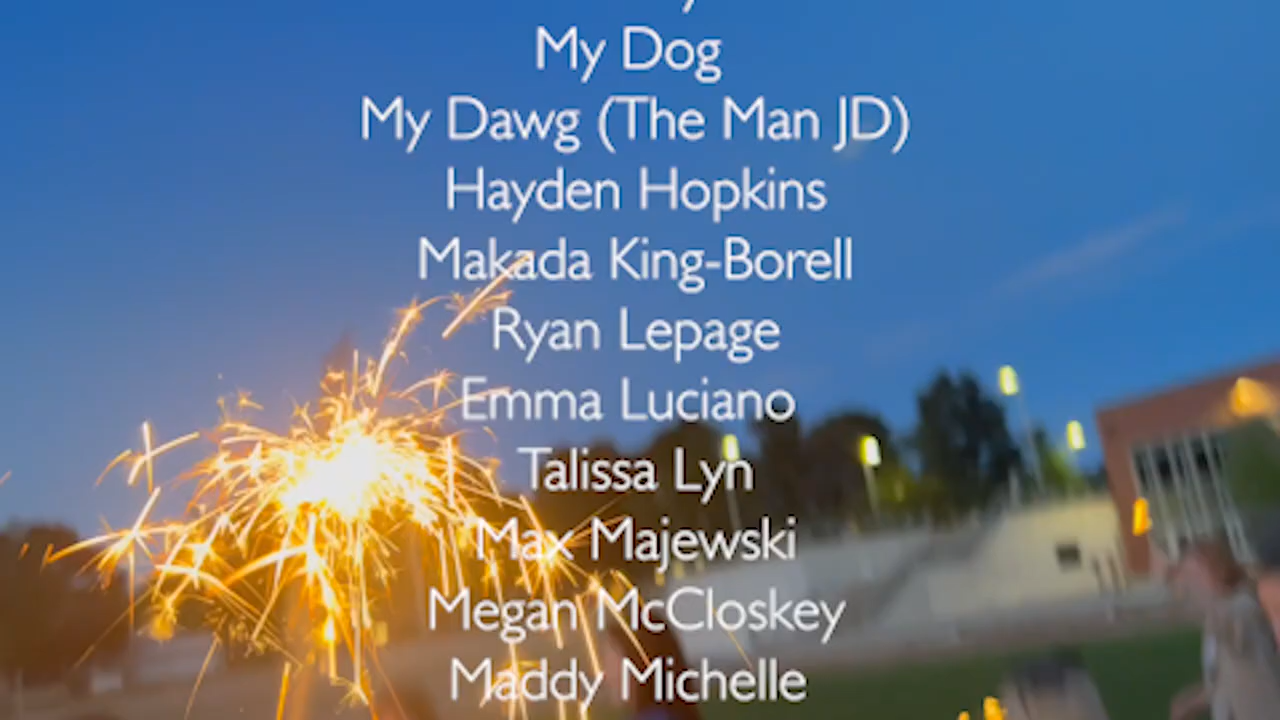 My Dog
My Dawg (The Man JD)
Hayden Hopkins
Makada King-Borell
Ryan Lepage
Emma Luciano
Talissa Lyn
Max Majewski
Megan McCloskey
Maddy Michelle